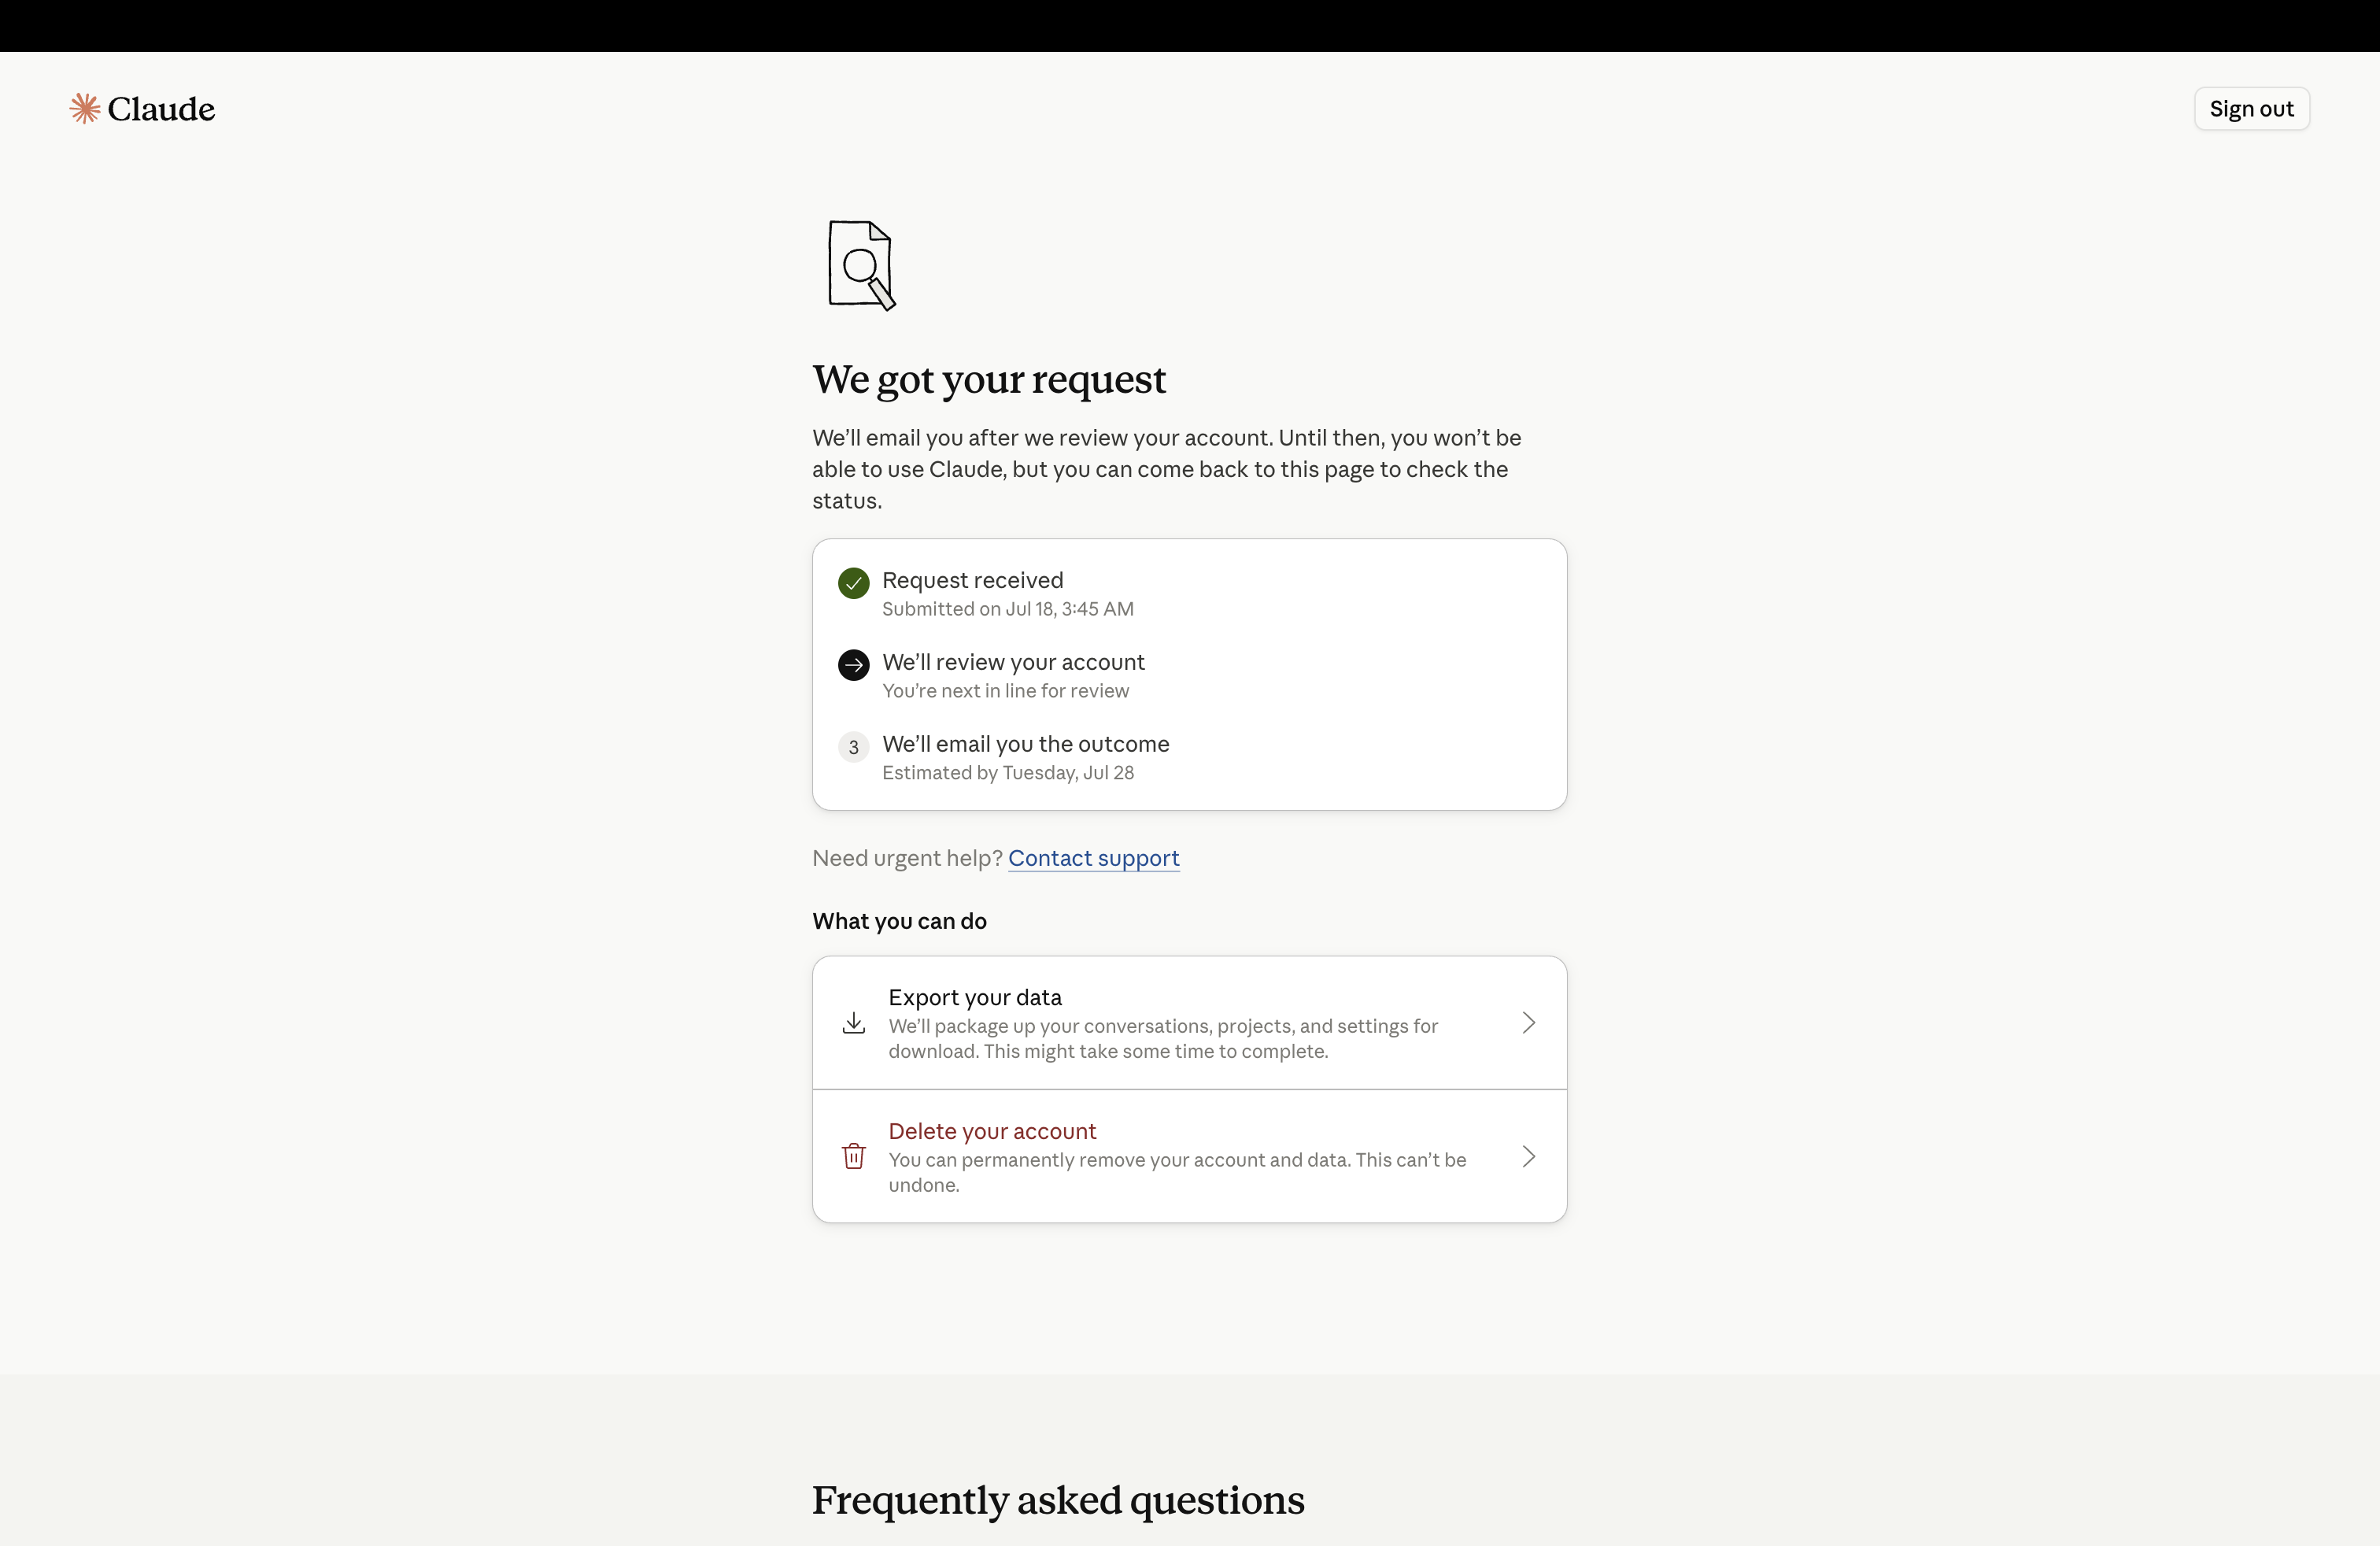 Claude
Sign out
We got your request
We’ll email you after we review your account. Until then, you won’t be
able to use Claude, but you can come back to this page to check the
status.
Request received
Submitted on Jul 18, 3:45 AM
We’ll review your account
You’re next in line for review
3
We’ll email you the outcome
Estimated by Tuesday, Jul 28
Need urgent help? Contact support
What you can do
Export your data
We’ll package up your conversations, projects, and settings for
download. This might take some time to complete.
Delete your account
You can permanently remove your account and data. This can’t be
undone.
Frequently asked questions